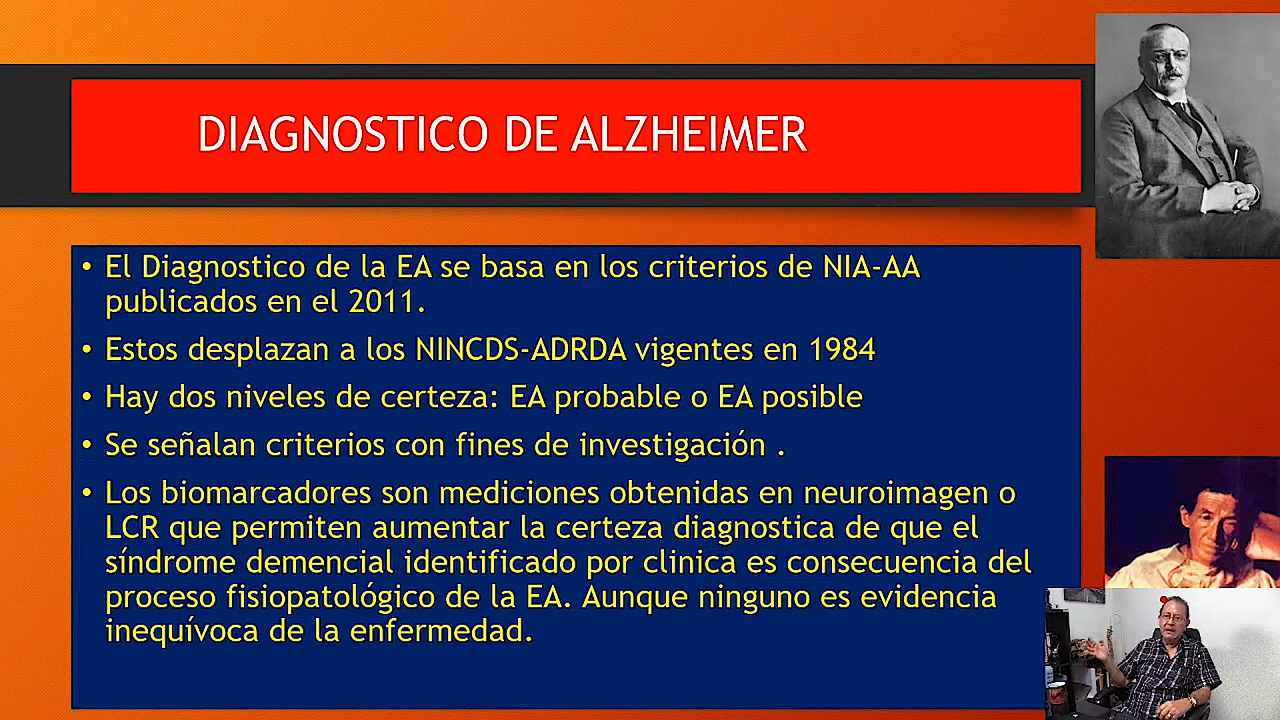 DIAGNOSTICO DE ALZHEIMER
• El Diagnostico de la EA se basa en los criterios de NIA-AA
publicados en el 2011.
• Estos desplazan a los NINCDS-ADRDA vigentes en 1984
• Hay dos niveles de certeza: EA probable o EA posible
• Se señalan criterios con fines de investigación .
• Los biomarcadores son mediciones obtenidas en neuroimagen o
LCR que permiten aumentar la certeza diagnostica de que el
síndrome demencial identificado por clinica es consecuencia del
proceso fisiopatológico de la EA. Aunque ninguno es evidencia
inequívoca de la enfermedad.